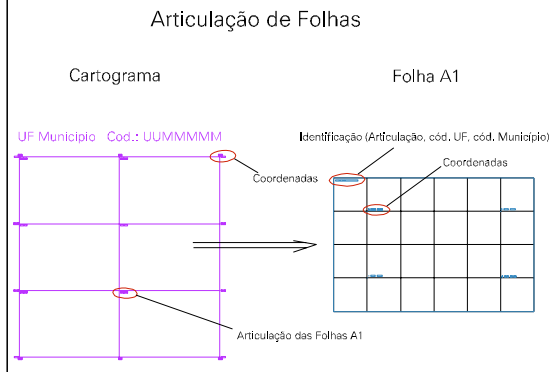 Articulação de Folhas
Cartograma
Folha A1
UF Município Cod.: UUMMMMM
Identificação (Articulação, cód. UF, cód. Município)
Coordenadas
Coordenadas
Articulação das Folhas A1